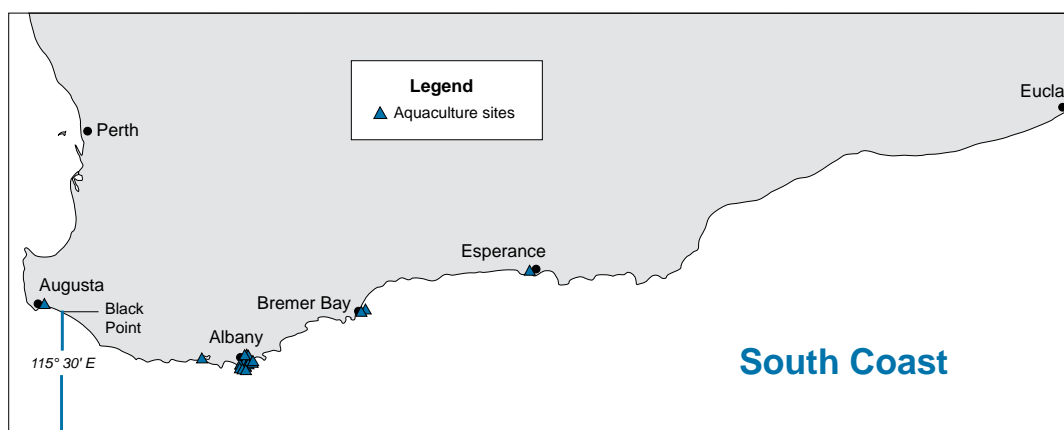 Legend
Aquaculture sites
Eucla
Perth
Esperance
Augusta
Black
Point
Bremer Bay
Albany
115° 30' E
South Coast